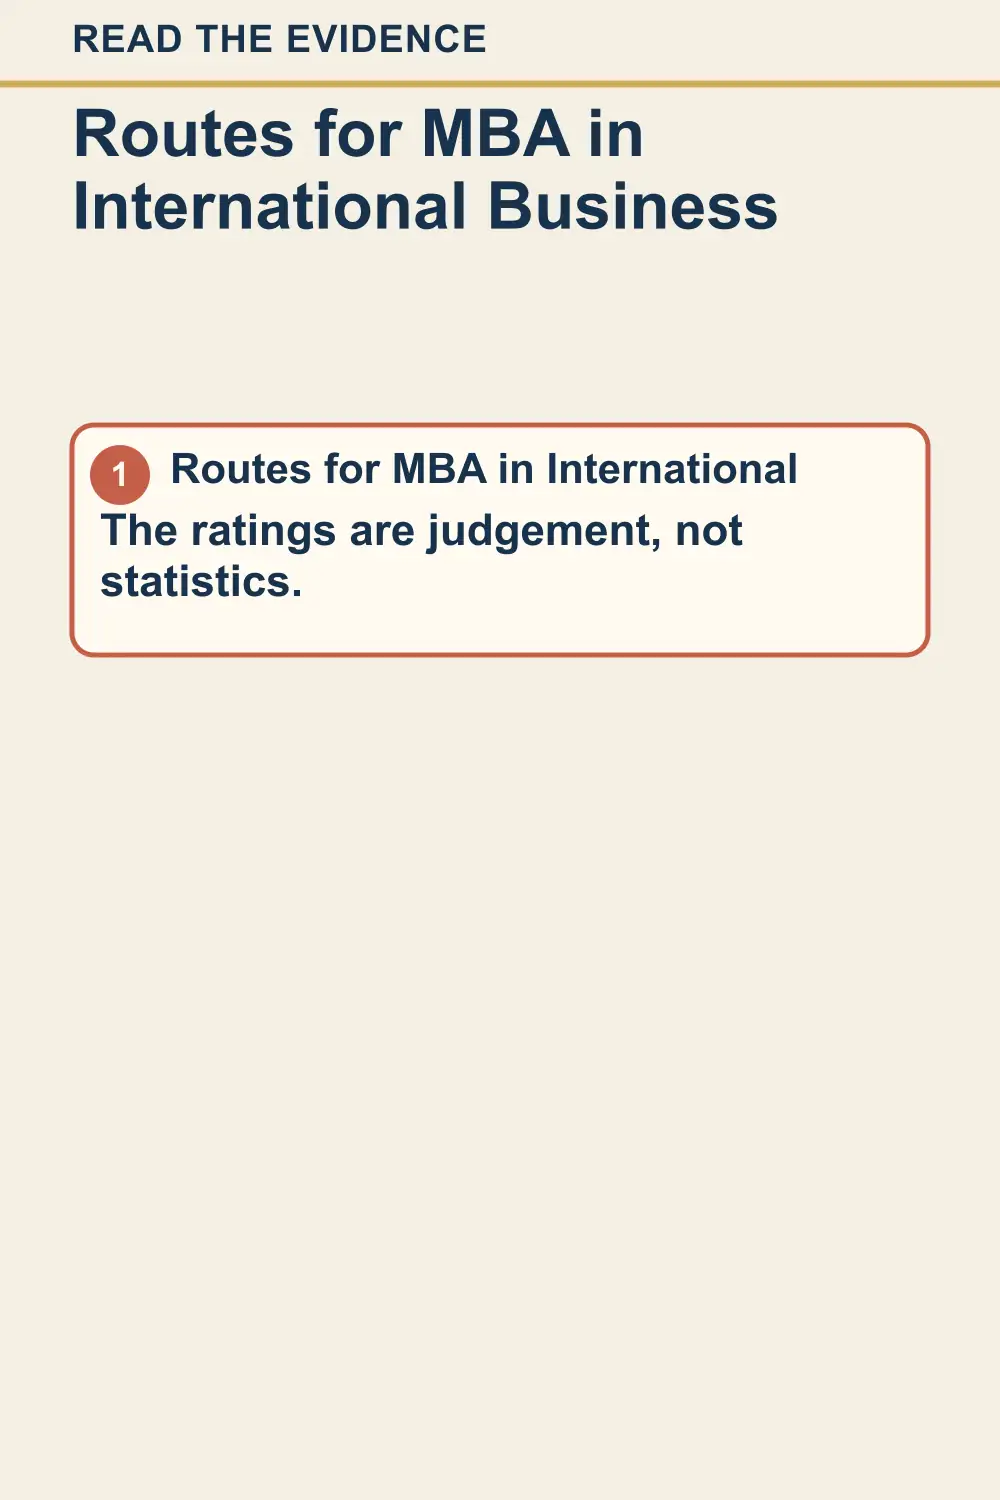 READ THE EVIDENCE
Routes for MBA in
International Business
1 Routes for MBA in International
The ratings are judgement, not
statistics.